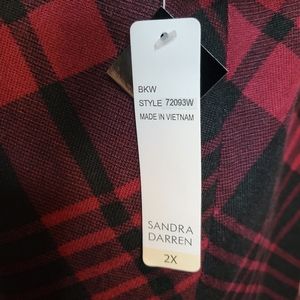 BKW
STYLE 72093W
MADE IN VIETNAM
SANDRA
DARREN
2X